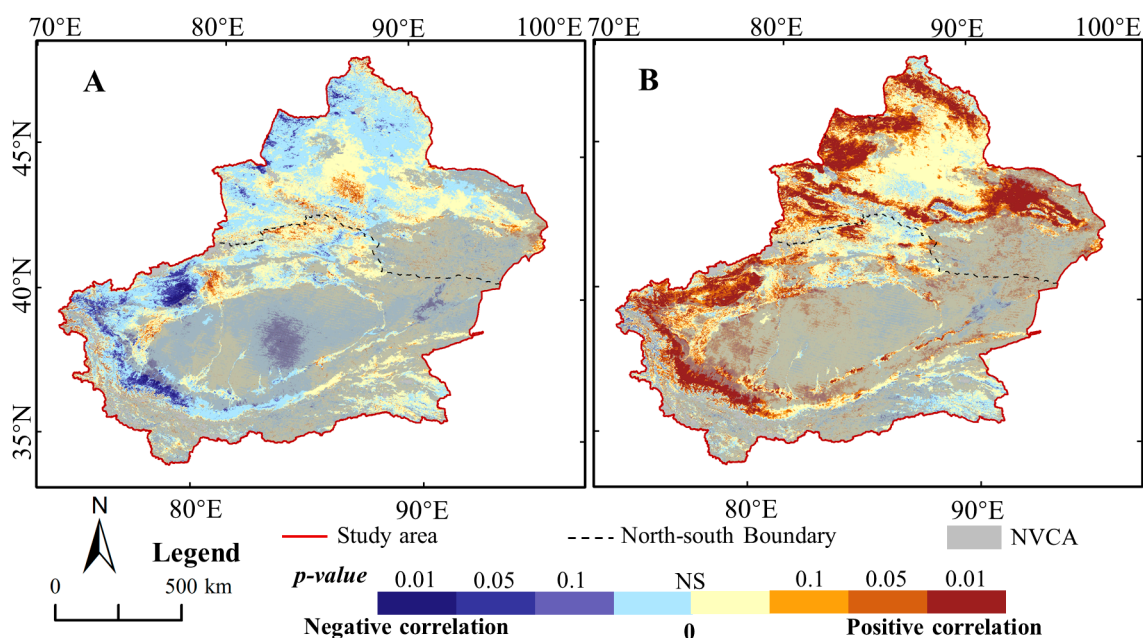 70°E 80°E 90°E 100°E 70°E 80°E 90°E 100°E
A B
45°N
40°N
35°N
80°E 90°E 80°E 90°E
N
Legend
Study area North-south Boundary NVCA
0 500 km
p-value 0.01 0.05 0.1 NS 0.1 0.05 0.01
Negative correlation 0 Positive correlation